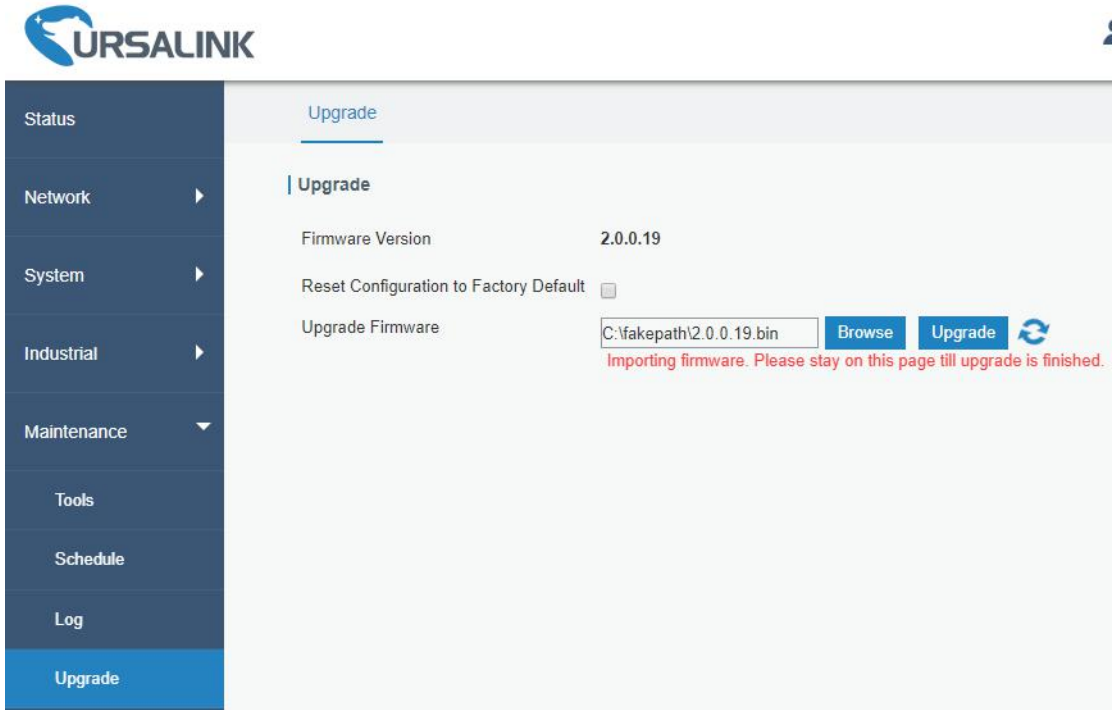 URSALINK
Status
Upgrade
Network
Upgrade
Firmware Version 2.0.0.19
System
Reset Configuration to Factory Default
Upgrade Firmware C:\fakepath\2.0.0.19.bin Browse Upgrade
Industrial
Importing firmware. Please stay on this page till upgrade is finished.
Maintenance
Tools
Schedule
Log
Upgrade